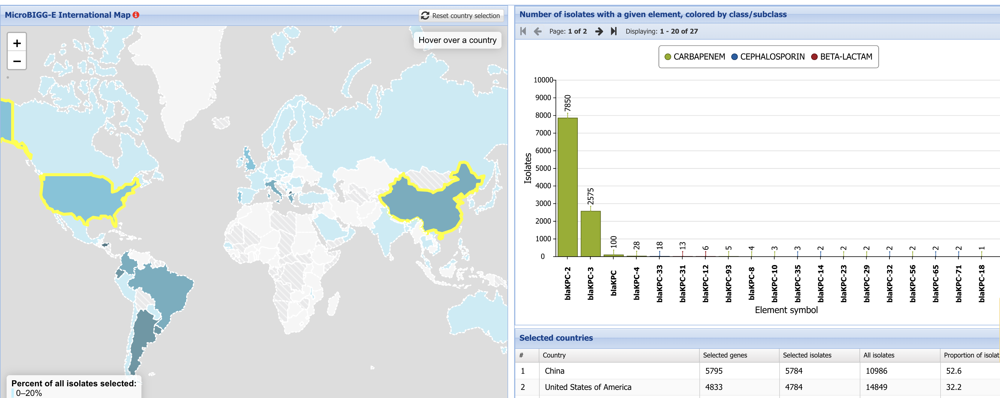 MicroBIGG-E International Map
Reset country selection
+
−
Hover over a country
Percent of all isolates selected:
0–20%
Number of isolates with a given element, colored by class/subclass
Page: 1 of 2
Displaying: 1 - 20 of 27
CARBAPENEM CEPHALOSPORIN BETA-LACTAM
10000
9000
8000
7000
6000
5000
4000
3000
2000
1000
0
Isolates
7850
2575
100
28
18
13
6
5
4
3
3
2
2
2
2
2
2
2
1
blaKPC-2
blaKPC-3
blaKPC
blaKPC-4
blaKPC-33
blaKPC-31
blaKPC-12
blaKPC-93
blaKPC-8
blaKPC-10
blaKPC-35
blaKPC-14
blaKPC-23
blaKPC-29
blaKPC-32
blaKPC-56
blaKPC-65
blaKPC-71
blaKPC-18
Element symbol
Selected countries
# Country Selected genes Selected isolates All isolates Proportion of isolat
1 China 5795 5784 10986 52.6
2 United States of America 4833 4784 14849 32.2